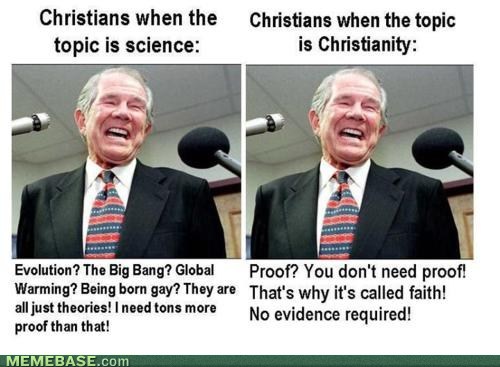 Christians when the
topic is science:
Evolution? The Big Bang? Global
Warming? Being born gay? They are
all just theories! I need tons more
proof than that!
Christians when the topic
is Christianity:
Proof? You don't need proof!
That's why it's called faith!
No evidence required!
MEMEBASE.com